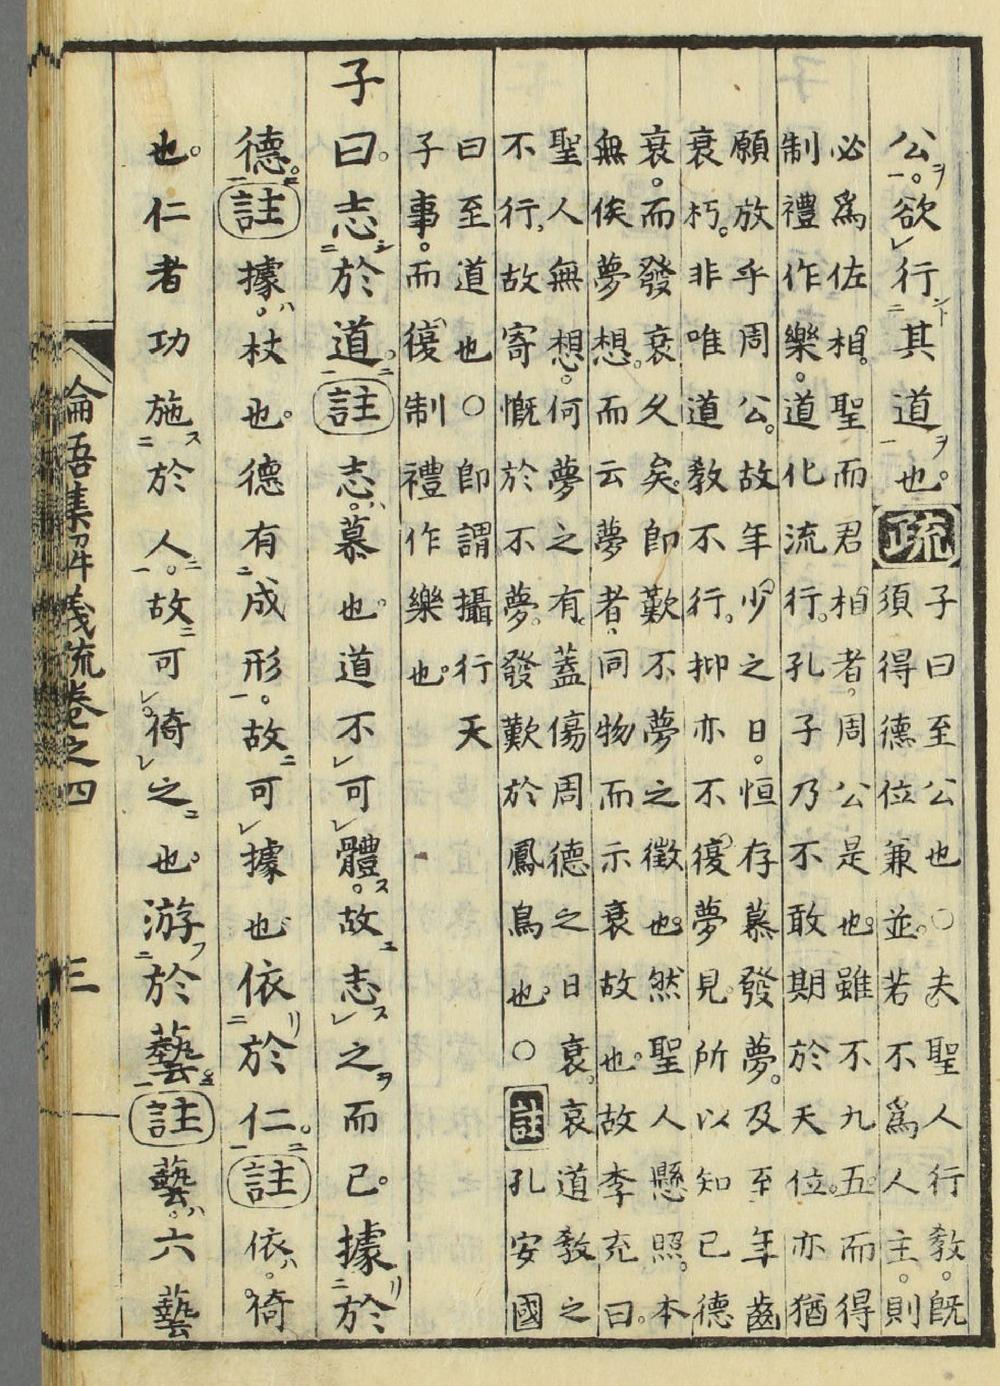 公欲行其道也疏子曰至公也○夫聖人行教既
須得德位兼並若不爲人主則
必爲佐相聖而君相者周公是也雖不九五而得
制禮作樂道化流行孔子乃不敢期於天位亦猶
願放乎周公故年少之日恒存慕發夢及至年齒
衰朽非唯道教不行抑亦不復夢見所以知已德
衰而發衰久矣即歎不夢之徵也然聖人懸照本
無俟夢想而云夢者同物而示衰故也故李充曰
聖人無想何夢之有蓋傷周德之日衰哀道教之
不行故寄慨於不夢發歎於鳳鳥也○註孔安國
曰至道也○即謂攝行天
子事而復制禮作樂也
子曰志於道註志慕也道不可體故志之而已據於
德註據杖也德有成形故可據也依於仁註依倚
也仁者功施於人故可倚之也游於藝註藝六藝
論語集解義疏卷之四 三